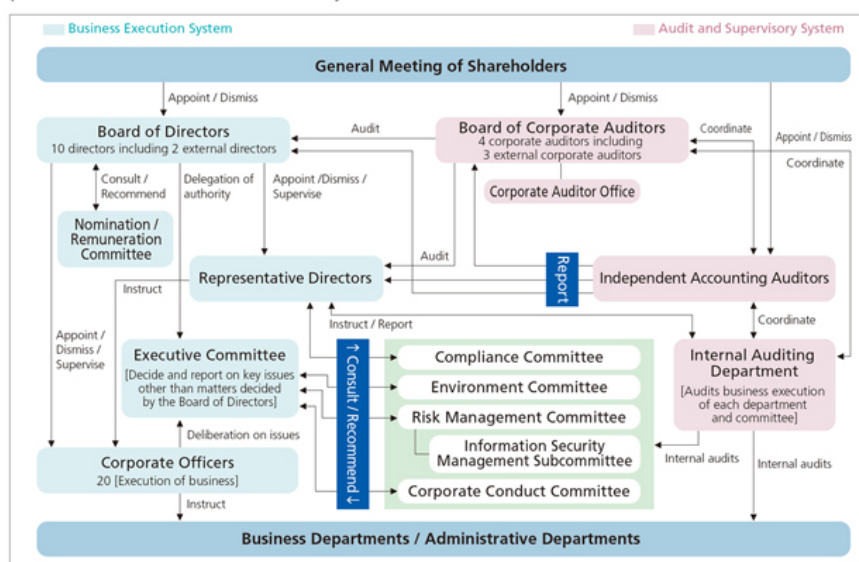 Business Execution System
Audit and Supervisory System
General Meeting of Shareholders
Appoint / Dismiss
Appoint / Dismiss
Appoint / Dismiss
Board of Directors
10 directors including 2 external directors
Audit
Board of Corporate Auditors
4 corporate auditors including
3 external corporate auditors
Coordinate
Coordinate
Corporate Auditor Office
Consult /
Recommend
Delegation of
authority
Appoint /Dismiss /
Supervise
Nomination /
Remuneration
Committee
Audit
Representative Directors
Report
Independent Accounting Auditors
Instruct
Instruct / Report
Coordinate
Appoint /
Dismiss /
Supervise
Executive Committee
[Decide and report on key issues
other than matters decided
by the Board of Directors]
↑ Consult / Recommend ↓
Compliance Committee
Environment Committee
Risk Management Committee
Information Security
Management Subcommittee
Corporate Conduct Committee
Internal Auditing
Department
[Audits business execution
of each department
and committee]
Deliberation on issues
Internal audits
Internal audits
Corporate Officers
20 [Execution of business]
Instruct
Business Departments / Administrative Departments